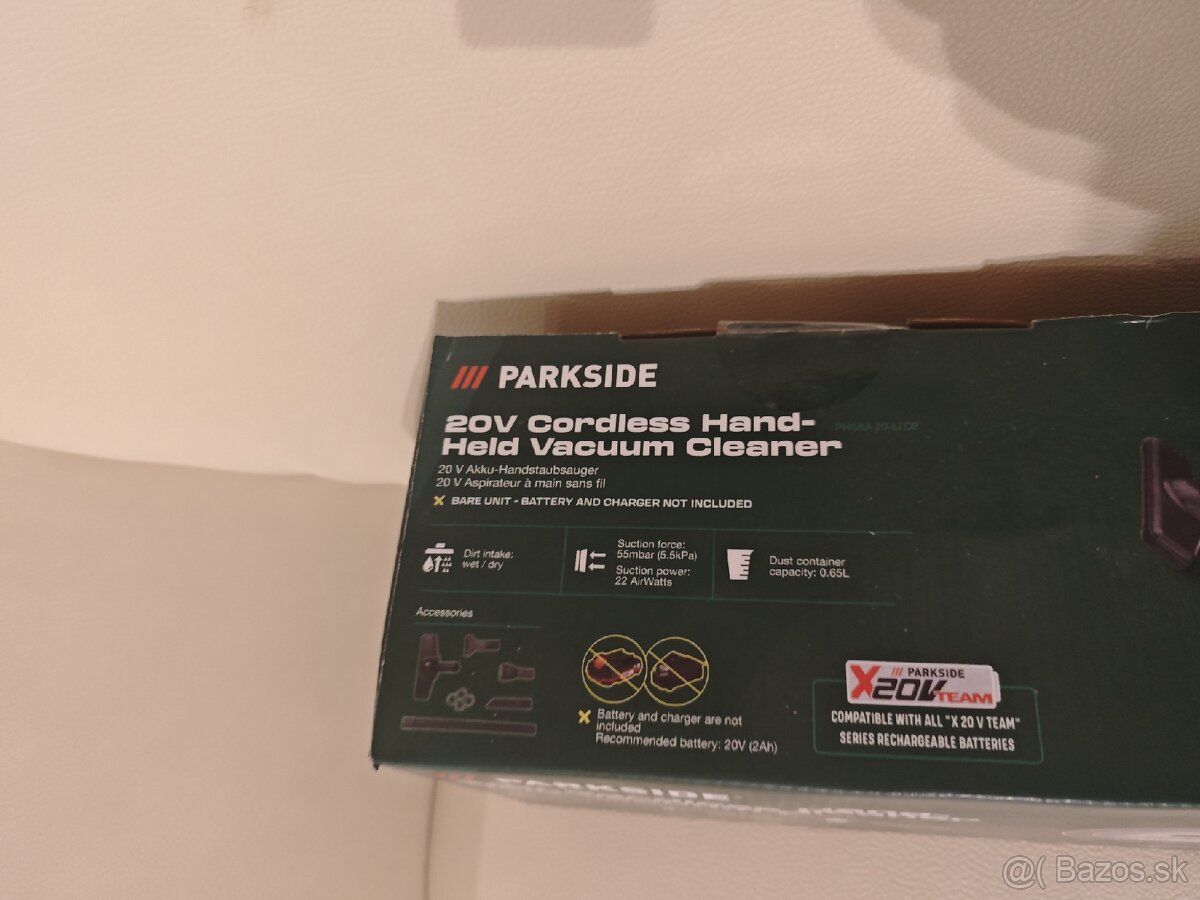 PARKSIDE
20V Cordless Hand-
Held Vacuum Cleaner
20 V Akku-Handstaubsauger
20 V Aspirateur à main sans fil
X BARE UNIT - BATTERY AND CHARGER NOT INCLUDED
Dirt intake:
wet / dry
Suction force:
55mbar (5.5kPa)
Suction power:
22 AirWatts
Dust container
capacity: 0.65L
Accessories
Battery and charger are not
included
Recommended battery: 20V (2Ah)
PARKSIDE
X20V TEAM
COMPATIBLE WITH ALL "X 20 V TEAM"
SERIES RECHARGEABLE BATTERIES
PARKSIDE
@( Bazos.sk